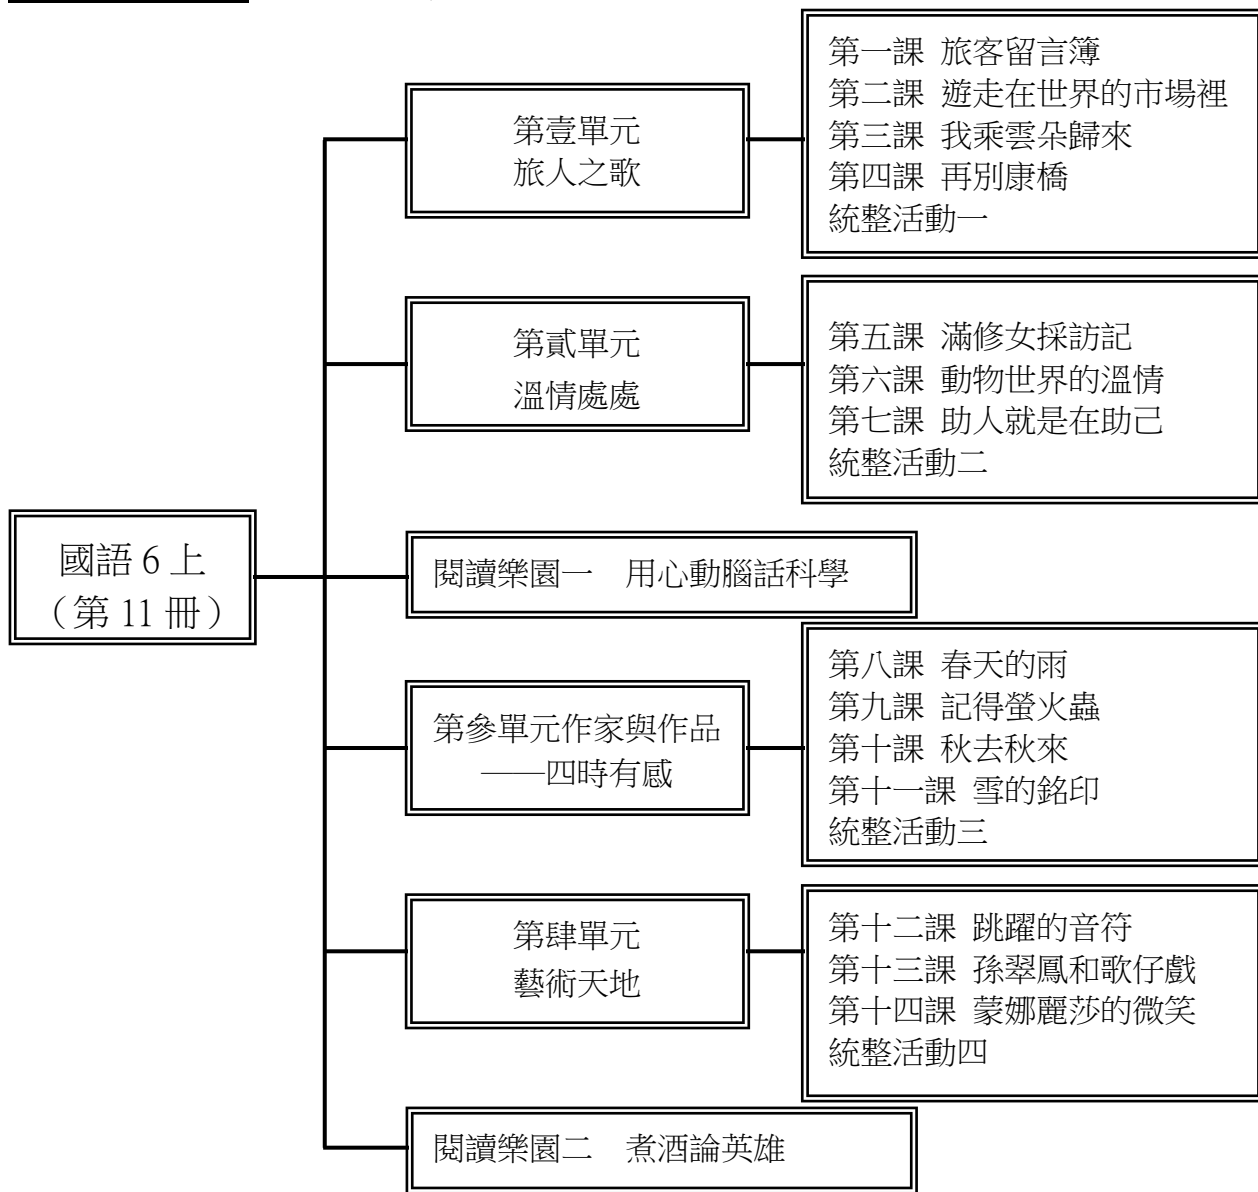 國語 6 上
（第 11 冊）
第壹單元
旅人之歌
第一課 旅客留言簿
第二課 遊走在世界的市場裡
第三課 我乘雲朵歸來
第四課 再別康橋
統整活動一
第貳單元
溫情處處
第五課 滿修女採訪記
第六課 動物世界的溫情
第七課 助人就是在助己
統整活動二
閱讀樂園一　用心動腦話科學
第參單元作家與作品
——四時有感
第八課 春天的雨
第九課 記得螢火蟲
第十課 秋去秋來
第十一課 雪的銘印
統整活動三
第肆單元
藝術天地
第十二課 跳躍的音符
第十三課 孫翠鳳和歌仔戲
第十四課 蒙娜麗莎的微笑
統整活動四
閱讀樂園二　煮酒論英雄